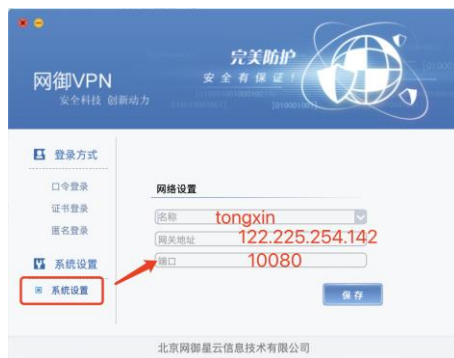 完美防护
安全有保证！
网御VPN
安全科技 创新动力
[010001001]
登录方式
口令登录
证书登录
匿名登录
系统设置
系统设置
网络设置
名称 tongxin
网关地址 122.225.254.142
端口 10080
保存
北京网御星云信息技术有限公司